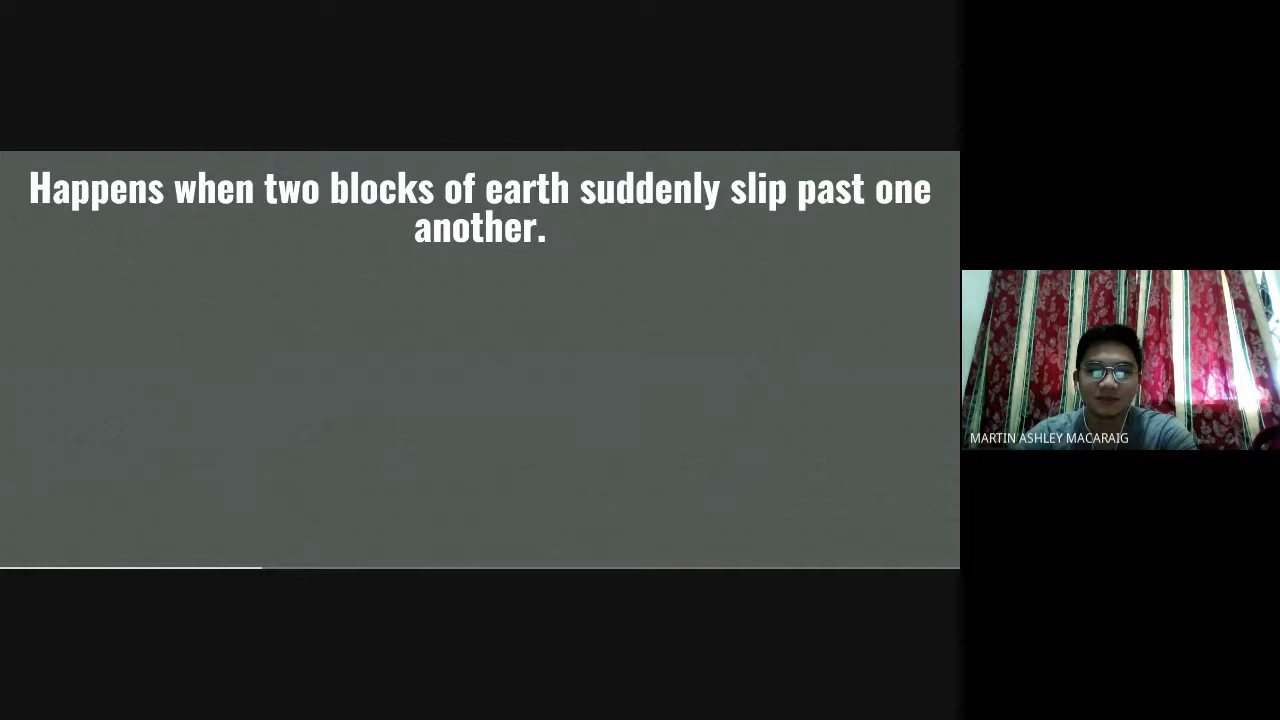 Happens when two blocks of earth suddenly slip past one
another.
MARTIN ASHLEY MACARAIG